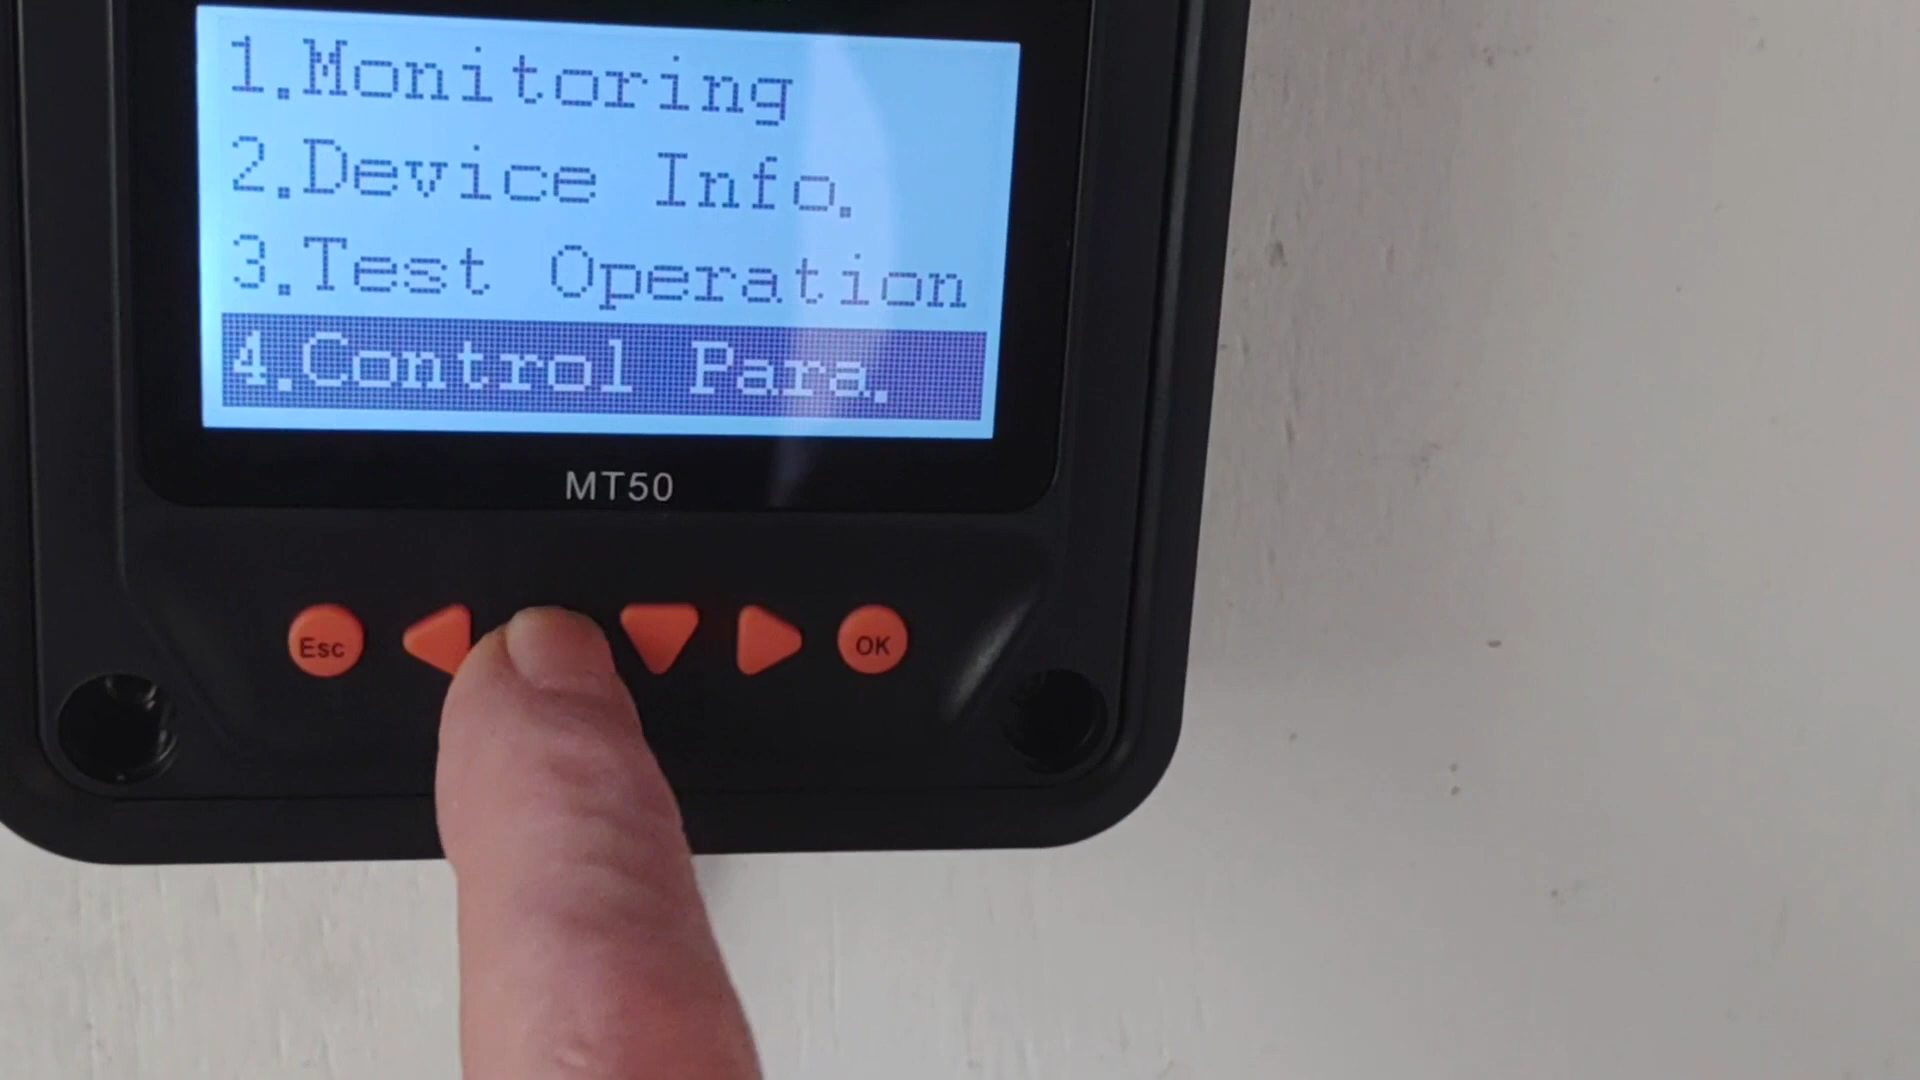 1.Monitoring
2.Device Info.
3.Test Operation
4.Control Para.
MT50
Esc
OK